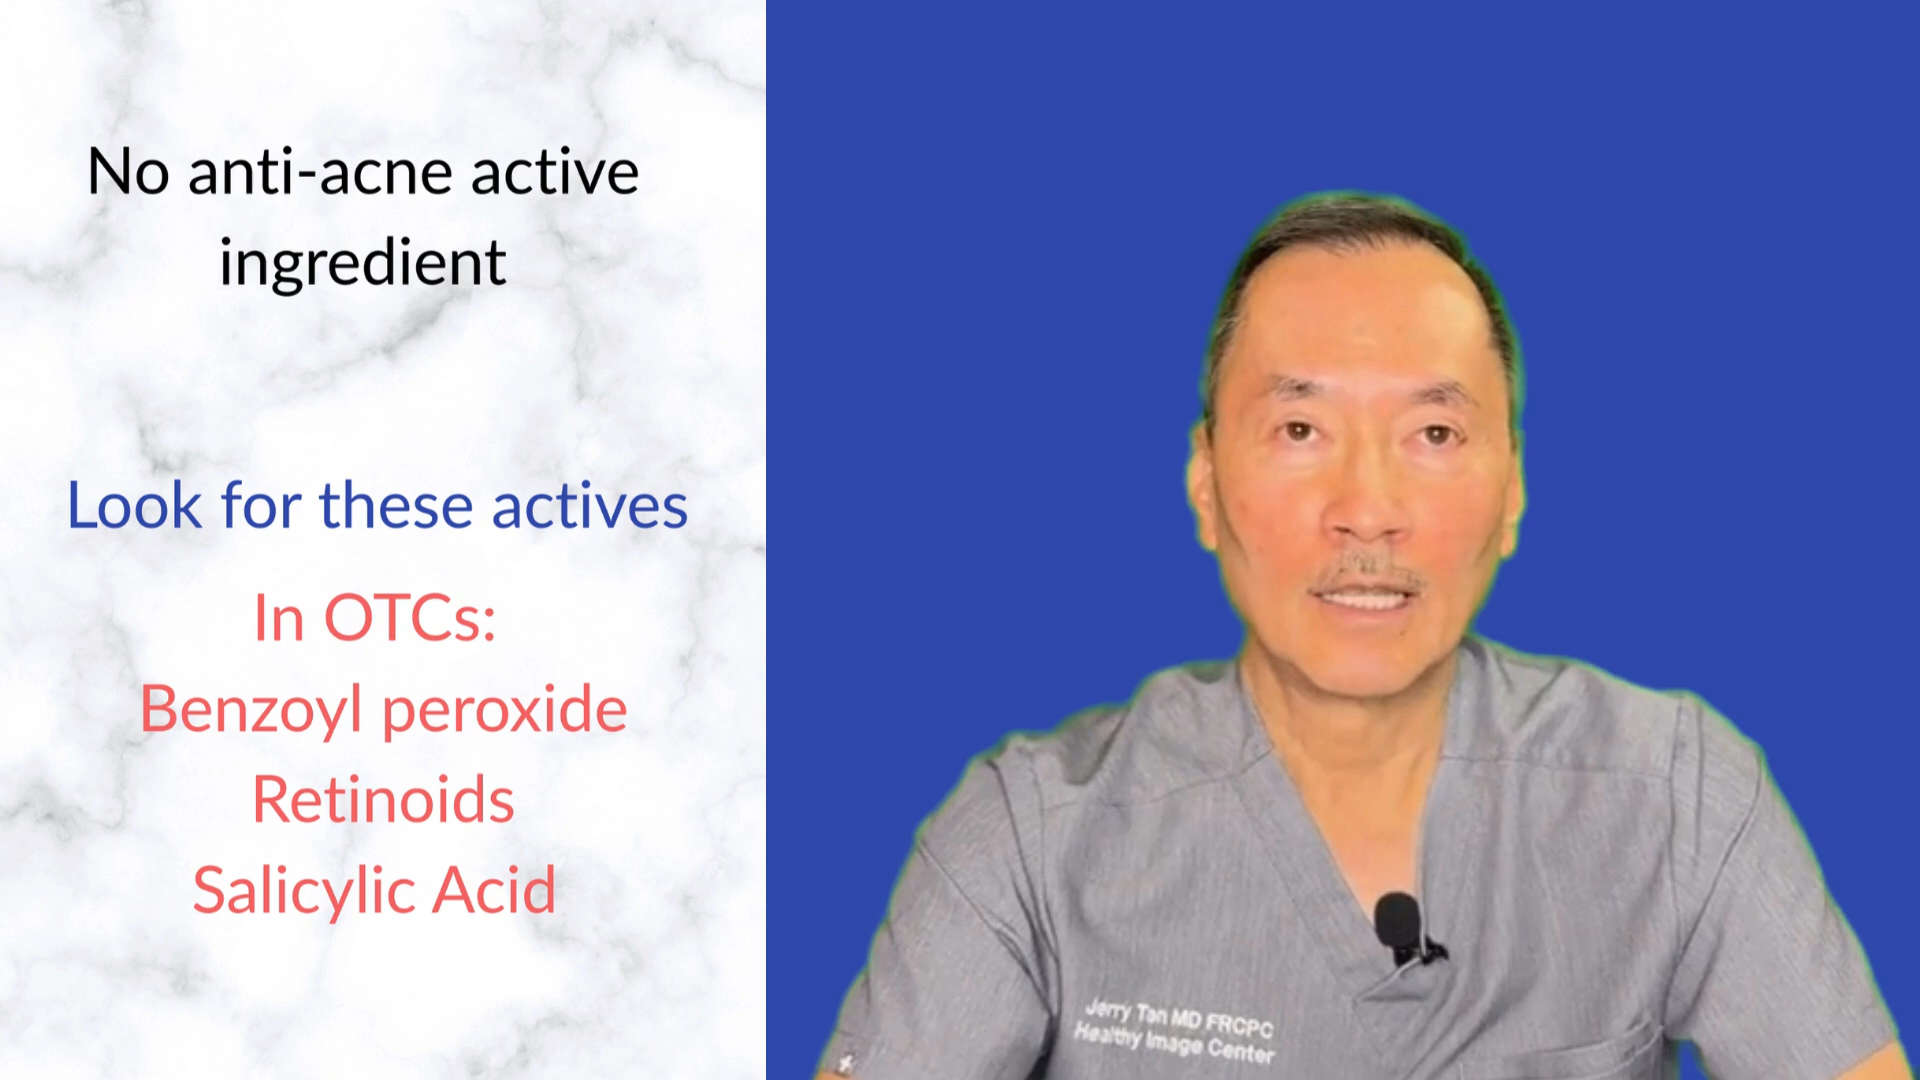 No anti-acne active
ingredient
Look for these actives
In OTCs:
Benzoyl peroxide
Retinoids
Salicylic Acid
Jerry Tan MD FRCPC
Healthy Image Center